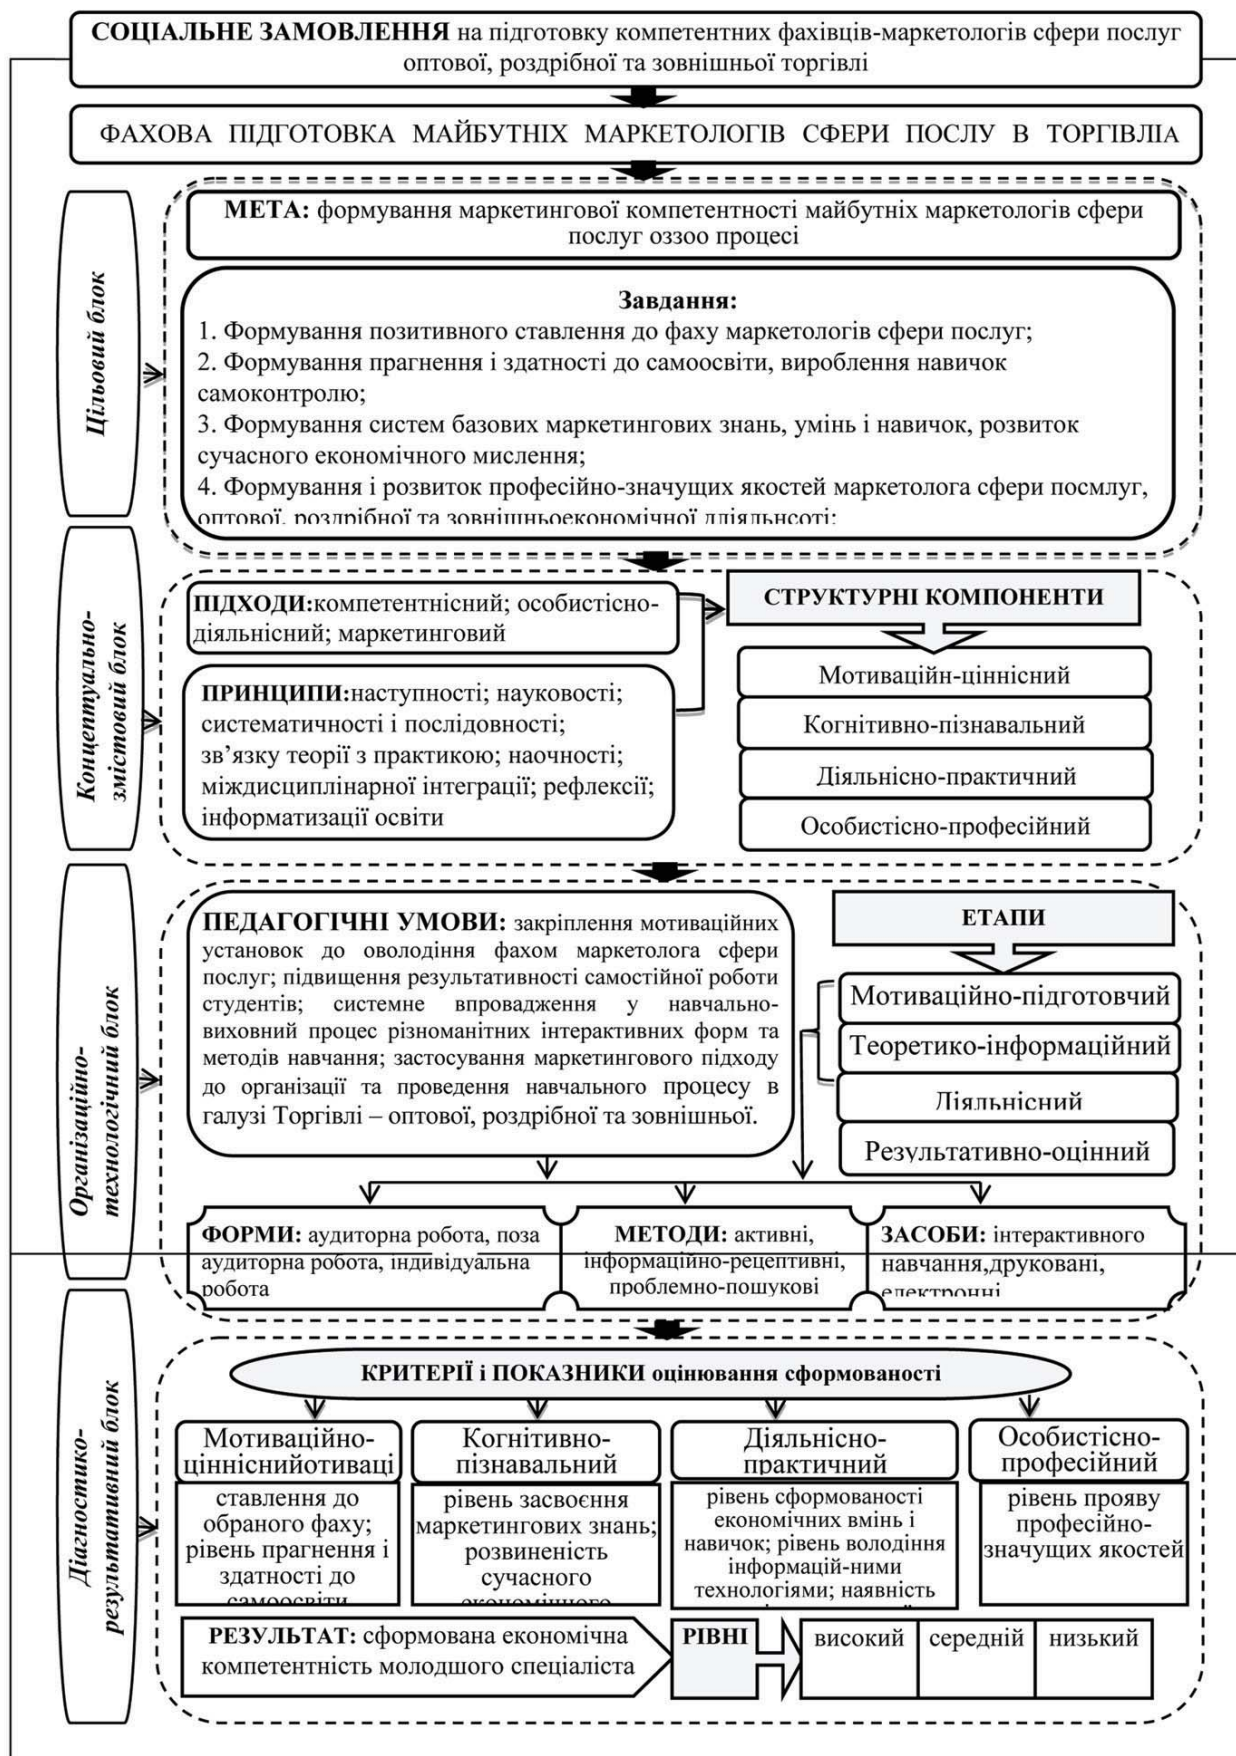 СОЦІАЛЬНЕ ЗАМОВЛЕННЯ на підготовку компетентних фахівців-маркетологів сфери послуг
оптової, роздрібної та зовнішньої торгівлі
ФАХОВА ПІДГОТОВКА МАЙБУТНІХ МАРКЕТОЛОГІВ СФЕРИ ПОСЛУ В ТОРГІВЛІА
Цільовий блок
МЕТА: формування маркетингової компетентності майбутніх маркетологів сфери
послуг оззоо процесі
Завдання:
1. Формування позитивного ставлення до фаху маркетологів сфери послуг;
2. Формування прагнення і здатності до самоосвіти, вироблення навичок
самоконтролю;
3. Формування систем базових маркетингових знань, умінь і навичок, розвиток
сучасного економічного мислення;
4. Формування і розвиток професійно-значущих якостей маркетолога сфери посмлуг,
оптової, роздрібної та зовнішньоекономічної дліяльнсоті;
Концептуально-
змістовий блок
ПІДХОДИ:компетентнісний; особистісно-
діяльнісний; маркетинговий
ПРИНЦИПИ:наступності; науковості;
систематичності і послідовності;
зв’язку теорії з практикою; наочності;
міждисциплінарної інтеграції; рефлексії;
інформатизації освіти
СТРУКТУРНІ КОМПОНЕНТИ
Мотиваційн-ціннісний
Когнітивно-пізнавальний
Діяльнісно-практичний
Особистісно-професійний
Організаційно-
технологічний блок
ПЕДАГОГІЧНІ УМОВИ: закріплення мотиваційних
установок до оволодіння фахом маркетолога сфери
послуг; підвищення результативності самостійної роботи
студентів; системне впровадження у навчально-
виховний процес різноманітних інтерактивних форм та
методів навчання; застосування маркетингового підходу
до організації та проведення навчального процесу в
галузі Торгівлі – оптової, роздрібної та зовнішньої.
ЕТАПИ
Мотиваційно-підготовчий
Теоретико-інформаційний
Діяльнісний
Результативно-оцінний
ФОРМИ: аудиторна робота, поза
аудиторна робота, індивідуальна
робота
МЕТОДИ: активні,
інформаційно-рецептивні,
проблемно-пошукові
ЗАСОБИ: інтерактивного
навчання,друковані,
електронні
Діагностико-
результативний блок
КРИТЕРІЇ і ПОКАЗНИКИ оцінювання сформованості
Мотиваційно-
ціннісниййотиваці
ставлення до
обраного фаху;
рівень прагнення і
здатності до
самоосвіти
Когнітивно-
пізнавальний
рівень засвоєння
маркетингових знань;
розвиненість
сучасного
економічного
Діяльнісно-
практичний
рівень сформованості
економічних вмінь і
навичок; рівень володіння
інформацій-ними
технологіями; наявність
Особистісно-
професійний
рівень прояву
професійно-
значущих якостей
РЕЗУЛЬТАТ: сформована економічна
компетентність молодшого спеціаліста
РІВНІ
високий
середній
низький